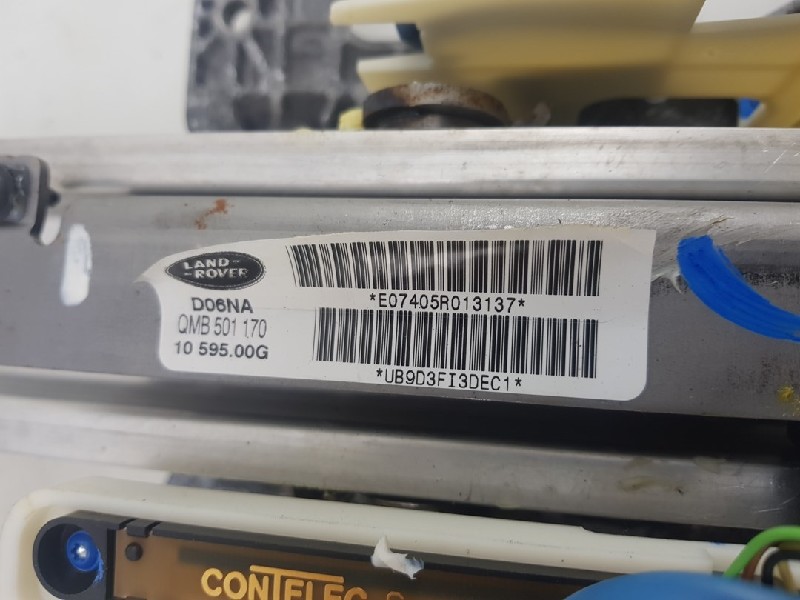 LAND-
-ROVER
D06NA
QMB 501 170
10 595.00G
*E07405R013137*
*UB9D3FI3DEC1*
CONTELEC